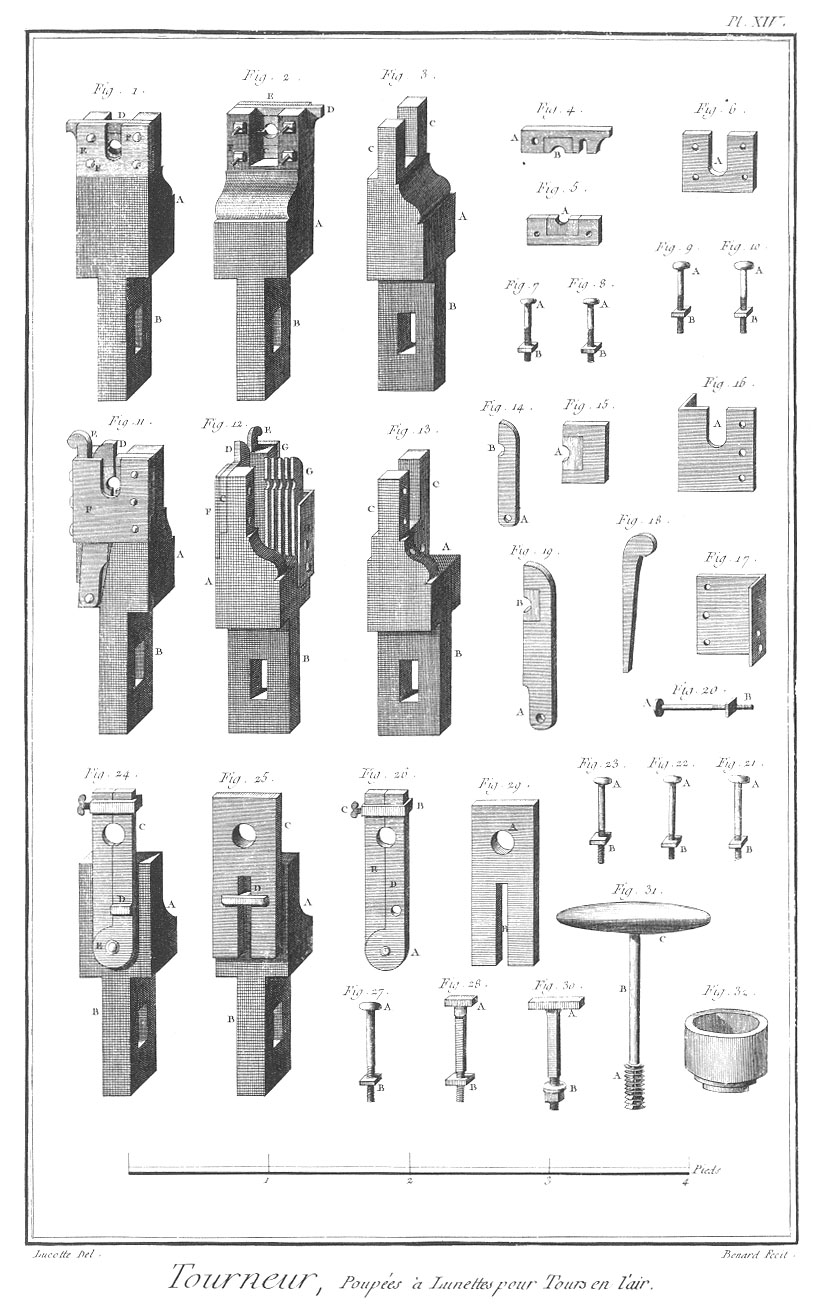 Pl. XII.
Fig. 1.
Fig. 2.
Fig. 3.
Fig. 4.
Fig. 6.
D
E F
E F
A
B
E
D
F
A
B
C
C
A
B
A
B
A
Fig. 5.
A
Fig. 7
Fig. 8.
A
B
A
B
Fig. 9
Fig. 10.
A
B
A
B
Fig. 11.
E D
F
A
B
Fig. 12.
E
D G
C G
F
A
B
Fig. 13.
C
C
A
B
Fig. 14
B
A
Fig. 15.
A
Fig. 16.
A
Fig. 19.
B
A
Fig. 18.
Fig. 17.
Fig. 20.
A B
Fig. 24.
C
D
A
E
B
Fig. 25.
C
D
A
B
Fig. 26
C B
E
D
A
Fig. 29.
A
B
Fig. 23.
Fig. 22.
Fig. 21.
A A A
B B B
Fig. 27.
A
B
Fig. 28.
A
B
Fig. 30.
A
B
Fig. 31.
C
B
A
Fig. 32.
1 2 3 4 Pieds
Lucotte Del.
Benard Fecit.
Tourneur, Poupées à Lunettes pour Tours en l'air.